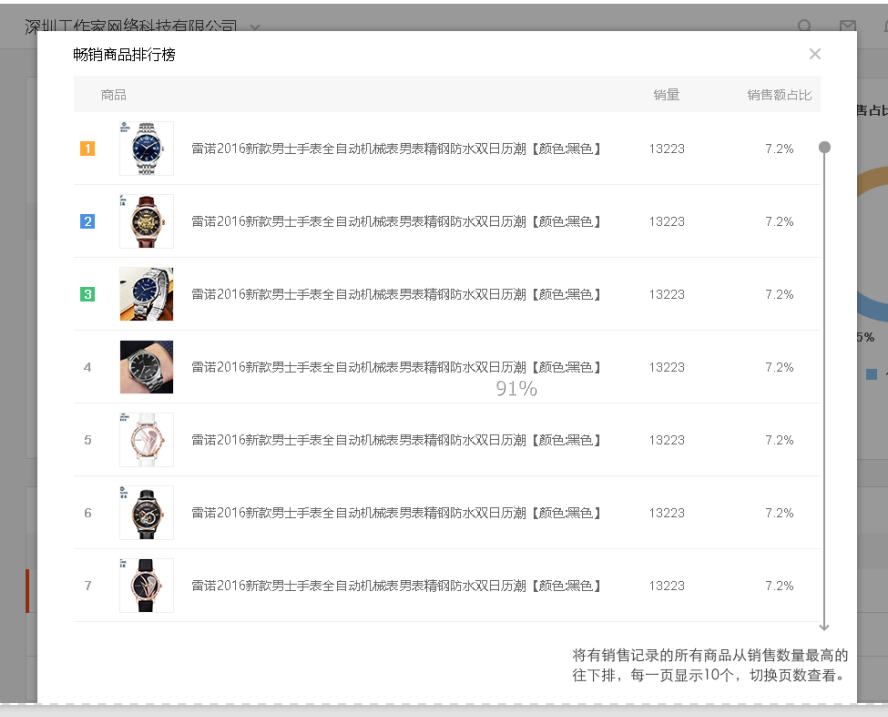 深圳工作家网络科技有限公司
畅销商品排行榜
商品 销量 销售额占比
售占比
1 雷诺2016新款男士手表全自动机械表男表精钢防水双日历潮【颜色:黑色】 13223 7.2%
2 雷诺2016新款男士手表全自动机械表男表精钢防水双日历潮【颜色:黑色】 13223 7.2%
3 雷诺2016新款男士手表全自动机械表男表精钢防水双日历潮【颜色:黑色】 13223 7.2%
5%
4 雷诺2016新款男士手表全自动机械表男表精钢防水双日历潮【颜色:黑色】 13223 7.2%
91%
5 雷诺2016新款男士手表全自动机械表男表精钢防水双日历潮【颜色:黑色】 13223 7.2%
6 雷诺2016新款男士手表全自动机械表男表精钢防水双日历潮【颜色:黑色】 13223 7.2%
7 雷诺2016新款男士手表全自动机械表男表精钢防水双日历潮【颜色:黑色】 13223 7.2%
将有销售记录的所有商品从销售数量最高的
往下排，每一页显示10个，切换页数查看。